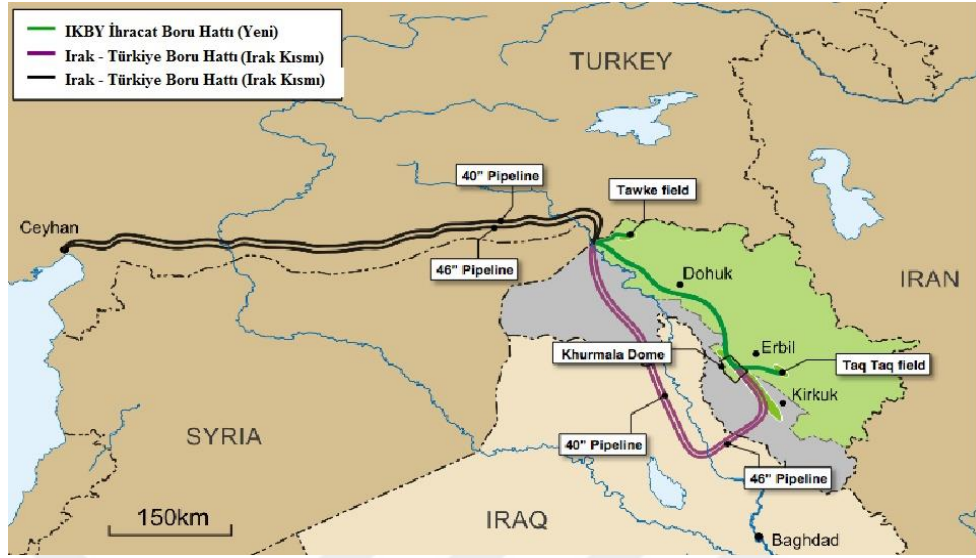 IKBY İhracat Boru Hattı (Yeni)
Irak - Türkiye Boru Hattı (Irak Kısmı)
Irak - Türkiye Boru Hattı (Irak Kısmı)
TURKEY
40" Pipeline
Tawke field
Ceyhan
46" Pipeline
Dohuk
IRAN
Erbil
Khurmala Dome
Taq Taq field
Kirkuk
SYRIA
40" Pipeline
46" Pipeline
150km
IRAQ
Baghdad